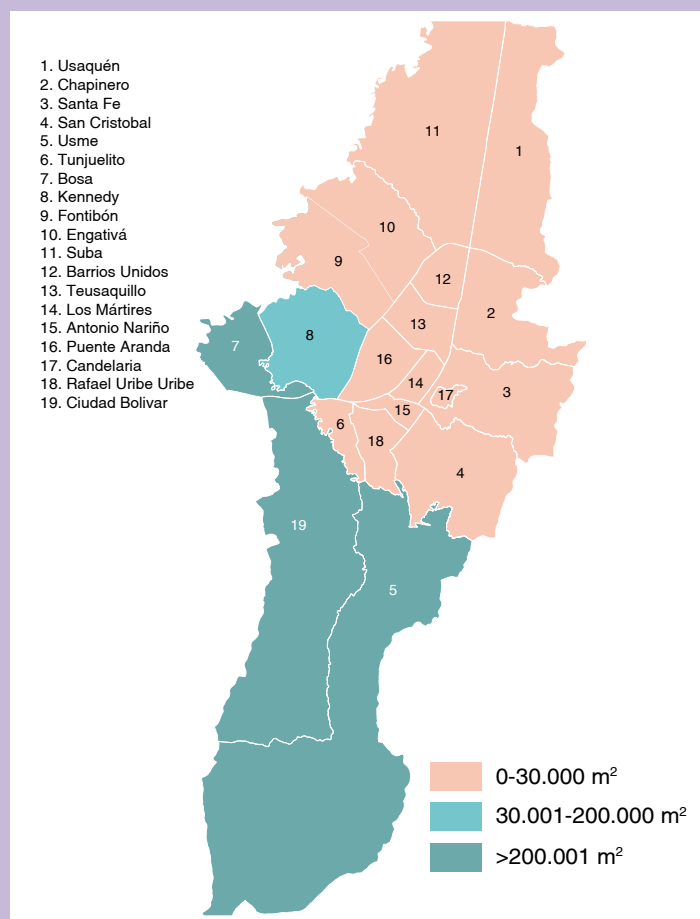 1. Usaquén
2. Chapinero
3. Santa Fe
4. San Cristobal
5. Usme
6. Tunjuelito
7. Bosa
8. Kennedy
9. Fontibón
10. Engativá
11. Suba
12. Barrios Unidos
13. Teusaquillo
14. Los Mártires
15. Antonio Nariño
16. Puente Aranda
17. Candelaria
18. Rafael Uribe Uribe
19. Ciudad Bolivar
11
1
10
9
12
2
13
8
7
16
14
17
3
15
6
18
4
19
5
0-30.000 m²
30.001-200.000 m²
>200.001 m²